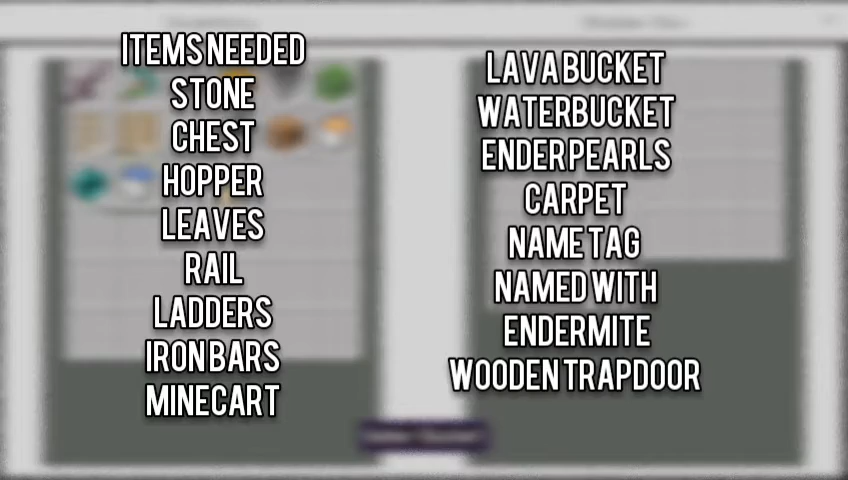 ITEMS NEEDED
STONE
CHEST
HOPPER
LEAVES
RAIL
LADDERS
IRON BARS
MINECART
LAVA BUCKET
WATERBUCKET
ENDER PEARLS
CARPET
NAME TAG
NAMED WITH
ENDERMITE
WOODEN TRAPDOOR